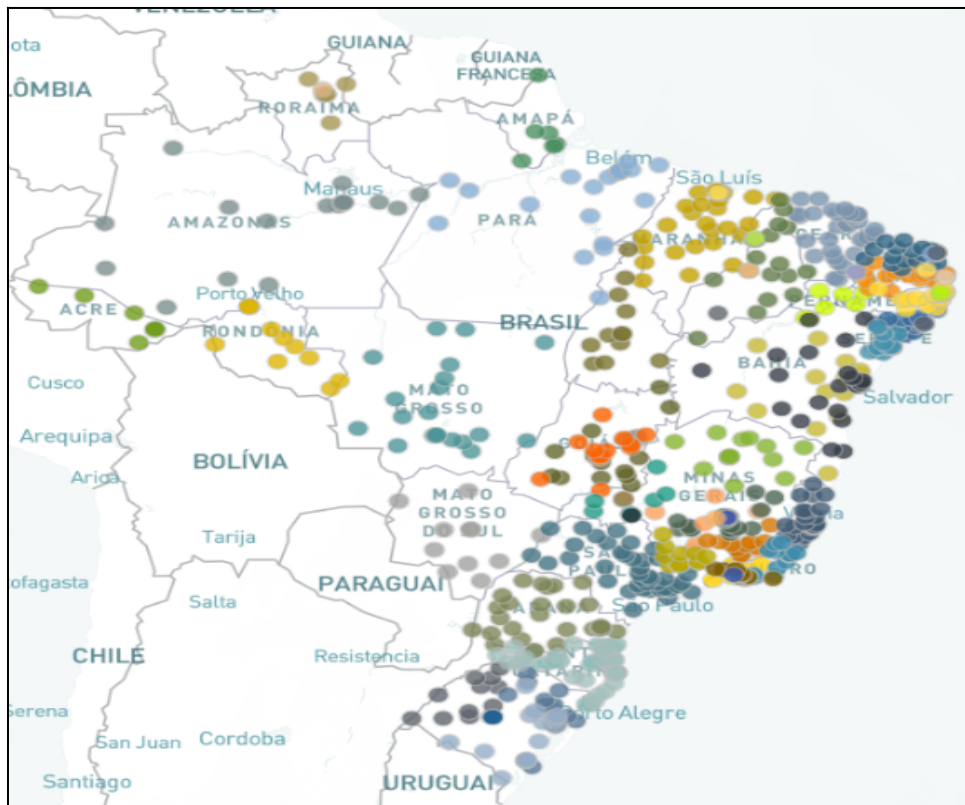 VENEZUELA
ota
GUIANA
GUIANA
FRANCESA
LÔMBIA
RORAIMA
AMAPÁ
Belém
São Luís
Manaus
AMAZONAS
PARÁ
Porto Velho
ACRE
RONDÔNIA
BRASIL
BAHIA
Cusco
MATO
GROSSO
Salvador
Arequipa
BOLÍVIA
Arica
MINAS
GERAIS
MATO
GROSSO
DO SUL
Tarija
PARAGUAI
ofagasta
Salta
São Paulo
CHILE
Resistencia
Serena
Porto Alegre
San Juan
Cordoba
Santiago
URUGUAI